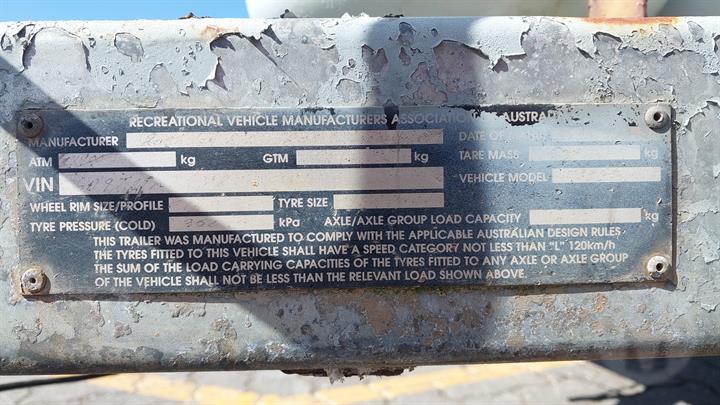 RECREATIONAL VEHICLE MANUFACTURERS ASSOCIATION AUSTRA
MANUFACTURER DATE OF
ATM kg GTM kg TARE MASS kg
VIN VEHICLE MODEL
WHEEL RIM SIZE/PROFILE TYRE SIZE
TYRE PRESSURE (COLD) kPa AXLE/AXLE GROUP LOAD CAPACITY kg
THIS TRAILER WAS MANUFACTURED TO COMPLY WITH THE APPLICABLE AUSTRALIAN DESIGN RULES
THE TYRES FITTED TO THIS VEHICLE SHALL HAVE A SPEED CATEGORY NOT LESS THAN "L" 120km/h
THE SUM OF THE LOAD CARRYING CAPACITIES OF THE TYRES FITTED TO ANY AXLE OR AXLE GROUP
OF THE VEHICLE SHALL NOT BE LESS THAN THE RELEVANT LOAD SHOWN ABOVE.